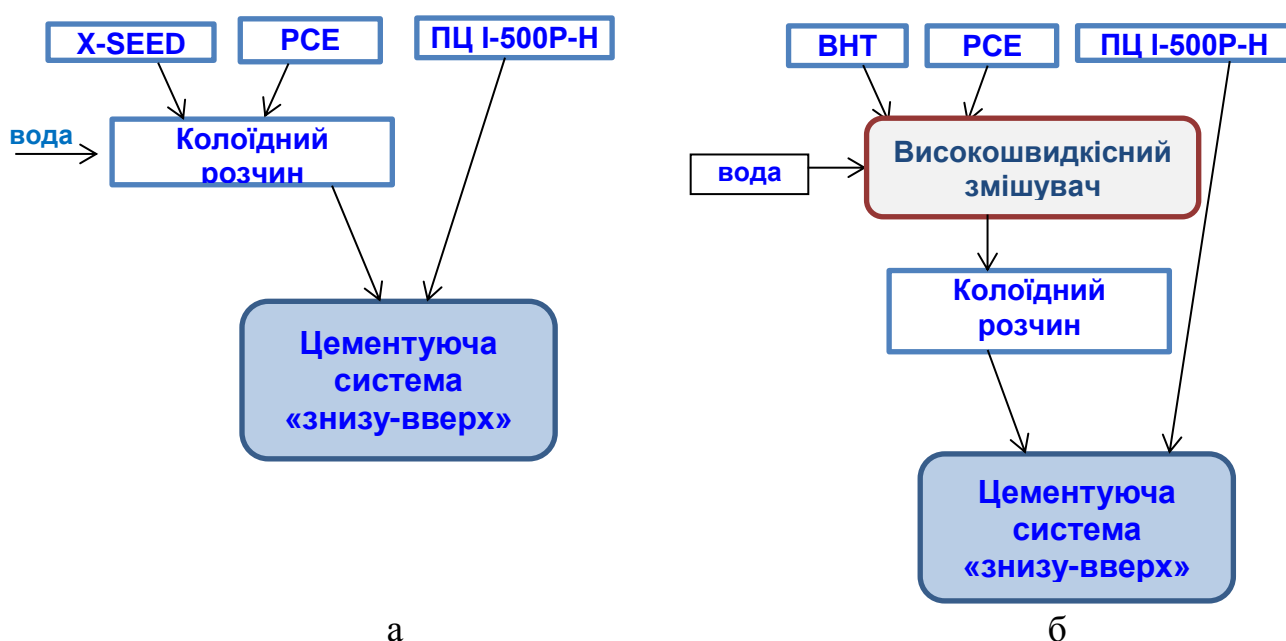 X-SEED
PCE
ПЦ І-500Р-Н
вода
Колоїдний
розчин
Цементуюча
система
«знизу-вверх»
а
ВНТ
PCE
ПЦ І-500Р-Н
вода
Високошвидкісний
змішувач
Колоїдний
розчин
Цементуюча
система
«знизу-вверх»
б